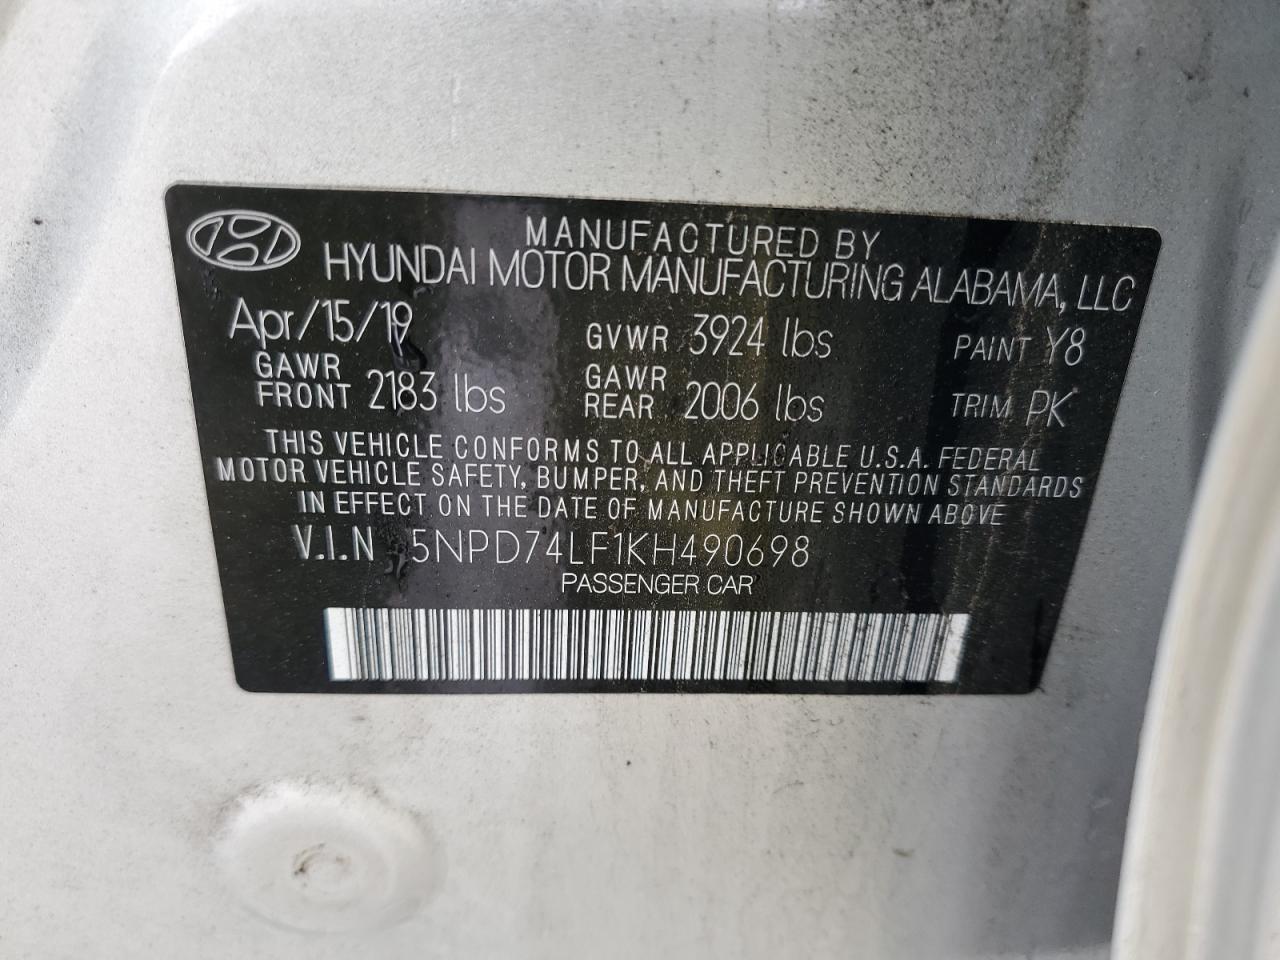 MANUFACTURED BY
HYUNDAI MOTOR MANUFACTURING ALABAMA, LLC
Apr/15/19 GVWR 3924 lbs PAINT Y8
GAWR FRONT 2183 lbs GAWR REAR 2006 lbs TRIM PK
THIS VEHICLE CONFORMS TO ALL APPLICABLE U.S.A. FEDERAL
MOTOR VEHICLE SAFETY, BUMPER, AND THEFT PREVENTION STANDARDS
IN EFFECT ON THE DATE OF MANUFACTURE SHOWN ABOVE
V.I.N 5NPD74LF1KH490698
PASSENGER CAR